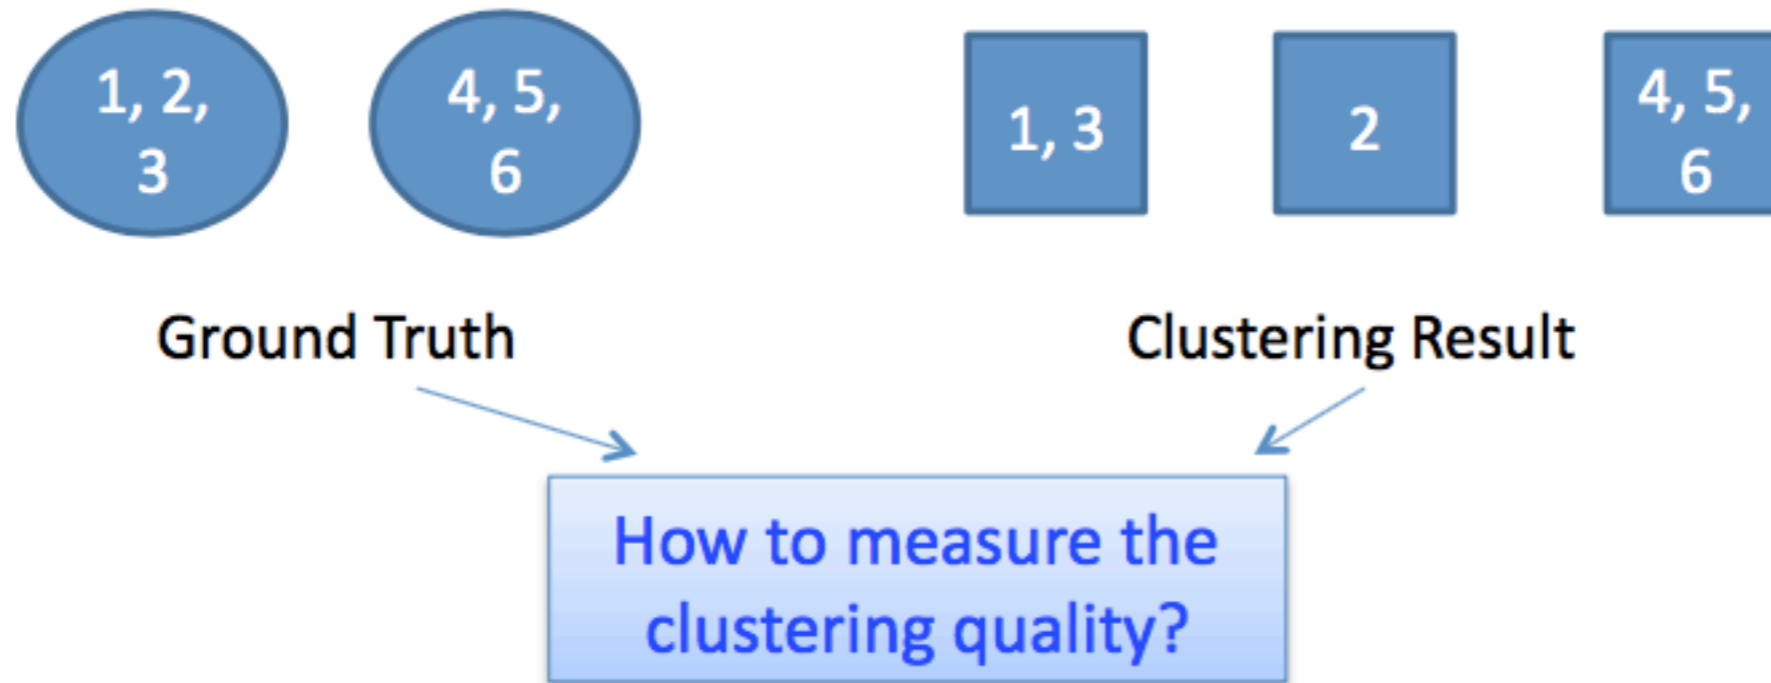 1, 2,
3
4, 5,
6
1, 3
2
4, 5,
6
Ground Truth
Clustering Result
How to measure the
clustering quality?